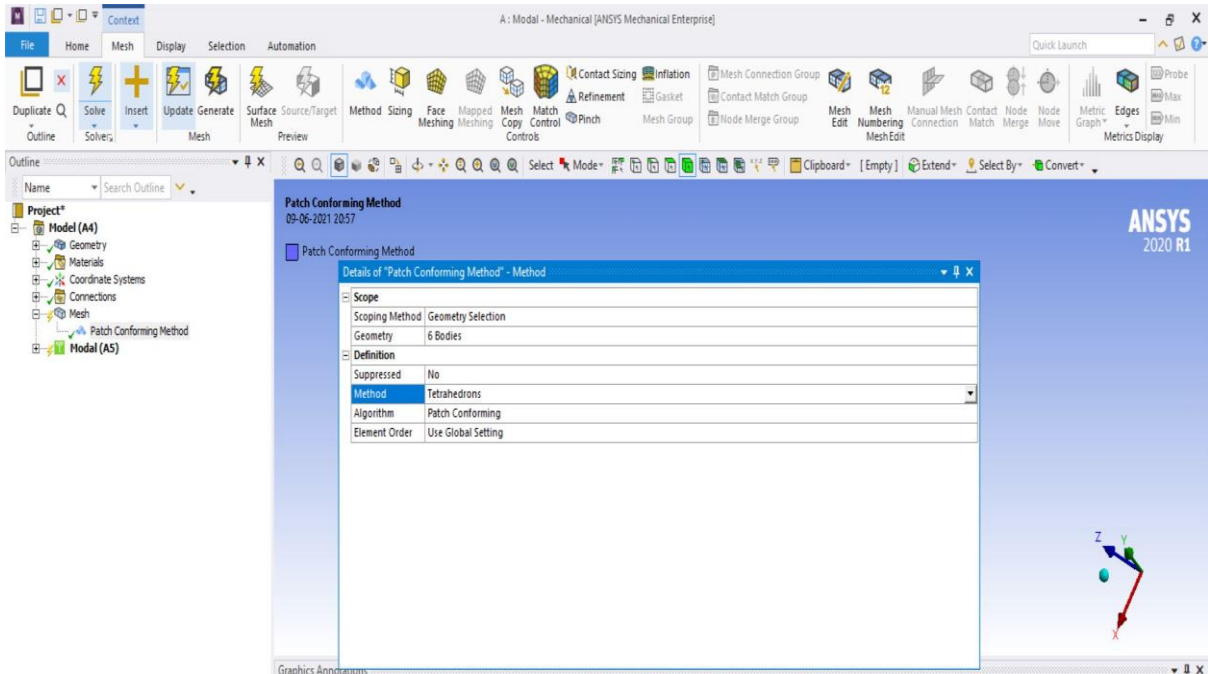 Context
A : Modal - Mechanical [ANSYS Mechanical Enterprise]
File Home Mesh Display Selection Automation
Quick Launch
Duplicate Q
Outline
Solve
Solver
Insert
Update Generate
Mesh
Surface Mesh
Source/Target
Preview
Method Sizing
Face Meshing
Mapped Meshing
Mesh Copy
Match Control
Contact Sizing
Inflation
Refinement
Gasket
Pinch
Mesh Group
Controls
Mesh Connection Group
Contact Match Group
Node Merge Group
Mesh Edit
Mesh Numbering
Manual Mesh Connection
Contact Match
Node Merge
Node Move
Mesh Edit
Metric Graph
Edges
Probe
Max
Min
Metrics Display
Outline
Name Search Outline
Select Mode Clipboard [Empty] Extend Select By Convert
Project*
Model (A4)
Geometry
Materials
Coordinate Systems
Connections
Mesh
Patch Conforming Method
Modal (A5)
Patch Conforming Method
09-06-2021 20:57
Patch Conforming Method
ANSYS
2020 R1
Details of "Patch Conforming Method" - Method
Scope
Scoping Method Geometry Selection
Geometry 6 Bodies
Definition
Suppressed No
Method Tetrahedrons
Algorithm Patch Conforming
Element Order Use Global Setting
Z Y
X
Graphics Annotations